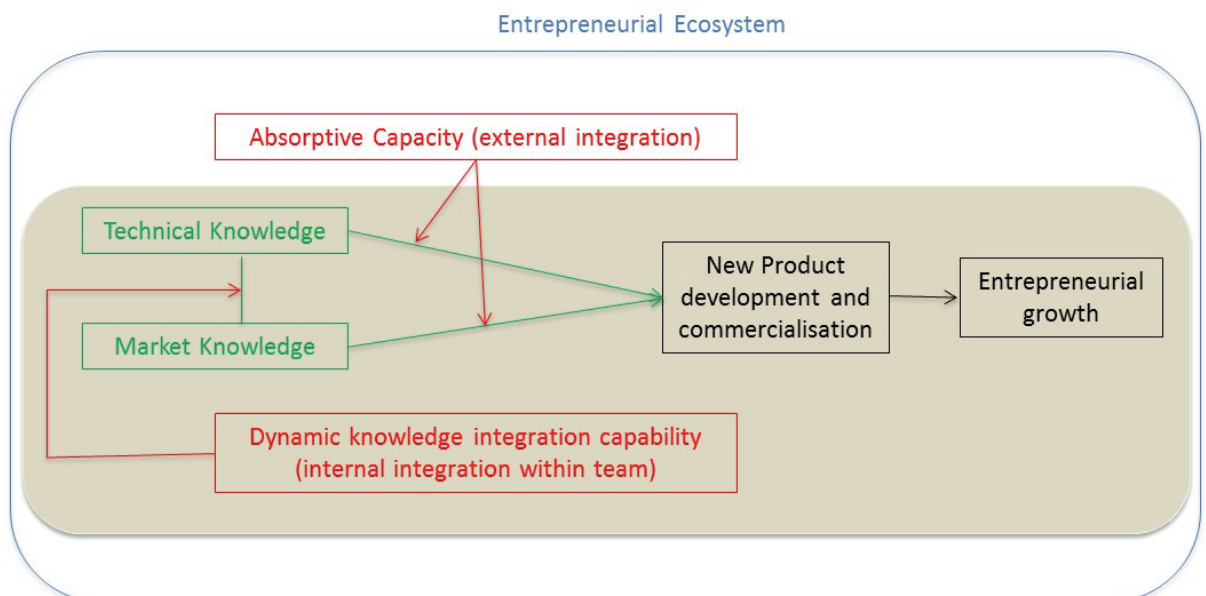 Entrepreneurial Ecosystem
Absorptive Capacity (external integration)
Technical Knowledge
Market Knowledge
New Product
development and
commercialisation
Entrepreneurial
growth
Dynamic knowledge integration capability
(internal integration within team)